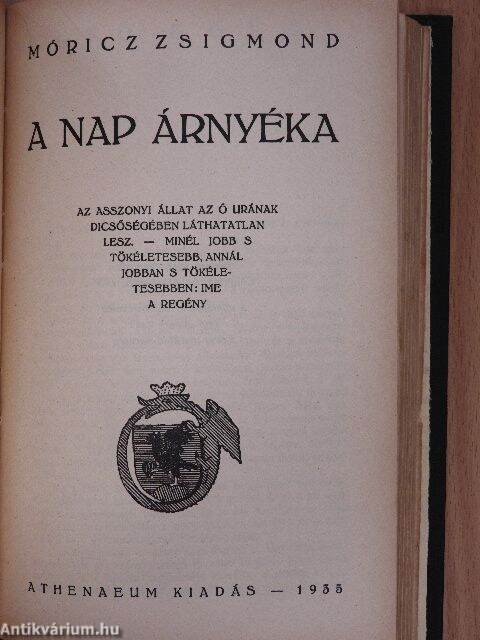 MÓRICZ ZSIGMOND
A NAP ÁRNYÉKA
AZ ASSZONYI ÁLLAT AZ Ő URÁNAK
DICSŐSÉGÉBEN LÁTHATATLAN
LESZ. — MINÉL JOBB S
TÖKÉLETESEBB, ANNÁL
JOBBAN S TÖKÉLE-
TESEBBEN: IME
A REGÉNY
ATHENAEUM KIADÁS — 1935
Antikvárium.hu